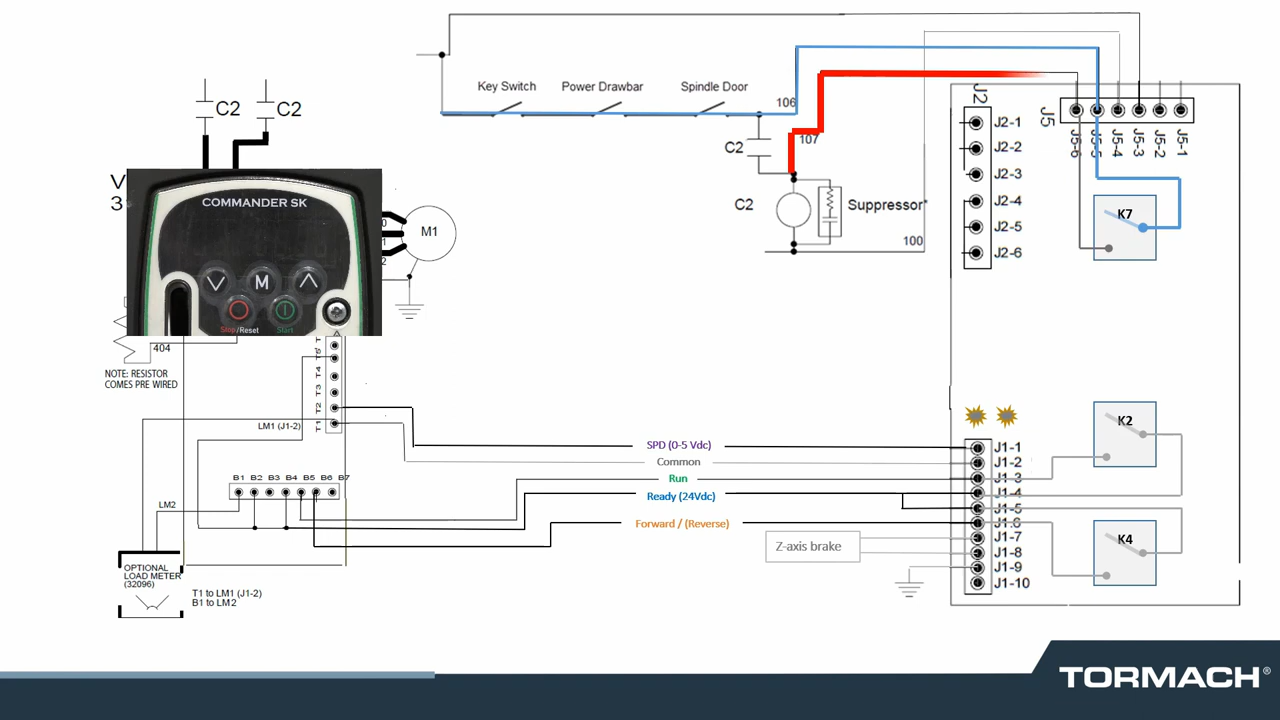 Key Switch
Power Drawbar
Spindle Door
106
107
C2
C2
C2
C2
Suppressor*
100
V
3
COMMANDER SK
M
Stop/Reset
Start
0
1
2
M1
404
NOTE: RESISTOR
COMES PRE WIRED
T4
T3
T2
T1
LM1 (J1-2)
B1
B2
B3
B4
B5
B6
B7
LM2
OPTIONAL
LOAD METER
(32096)
T1 to LM1 (J1-2)
B1 to LM2
SPD (0-5 Vdc)
Common
Run
Ready (24Vdc)
Forward / (Reverse)
Z-axis brake
J2
J2-1
J2-2
J2-3
J2-4
J2-5
J2-6
J5
J5-6
J5-5
J5-4
J5-3
J5-2
J5-1
K7
K2
K4
J1-1
J1-2
J1-3
J1-4
J1-5
J1-6
J1-7
J1-8
J1-9
J1-10
TORMACH®